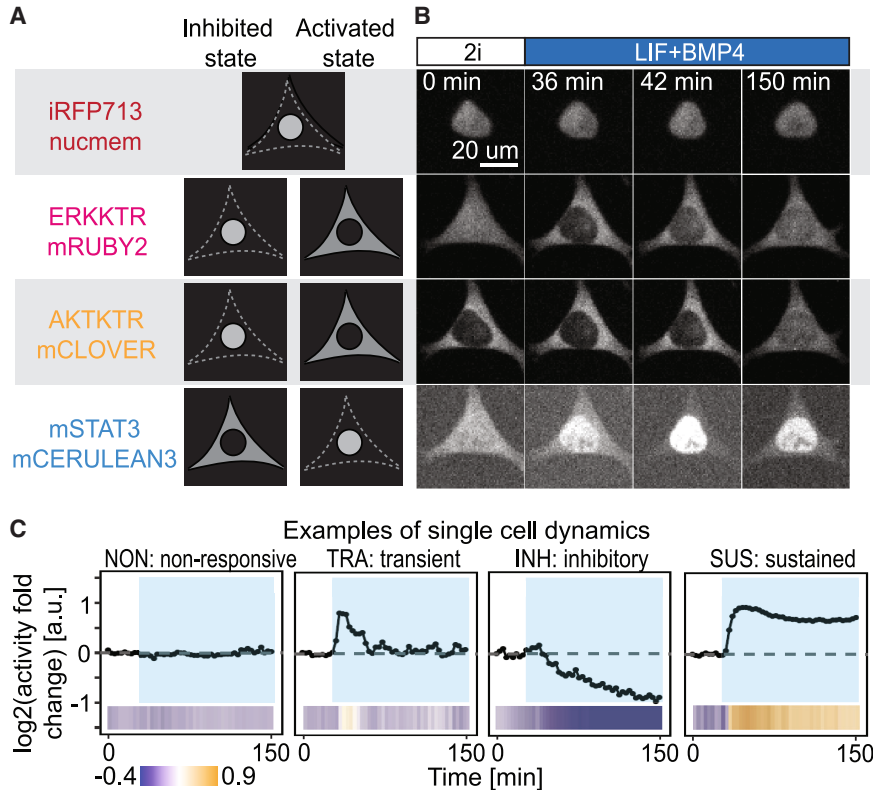 A
Inhibited state
Activated state
B
2i
LIF+BMP4
iRFP713
nucmem
0 min
36 min
42 min
150 min
20 um
ERKKTR
mRUBY2
AKTKTR
mCLOVER
mSTAT3
mCERULEAN3
C
Examples of single cell dynamics
NON: non-responsive
TRA: transient
INH: inhibitory
SUS: sustained
log2(activity fold change) [a.u.]
1
0
-1
0
150
0
150
0
150
0
150
Time [min]
-0.4
0.9